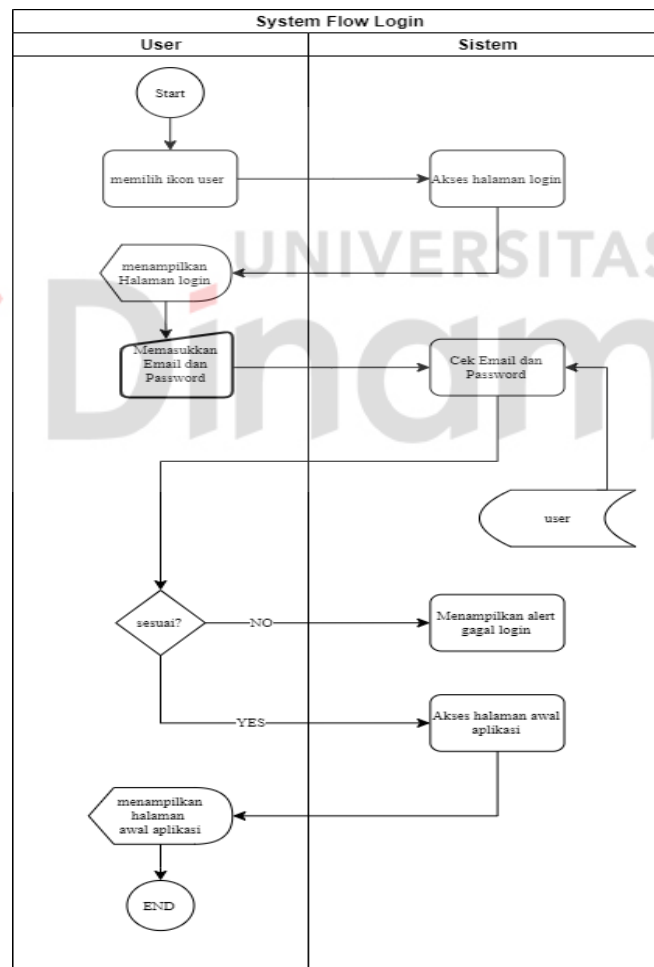 System Flow Login
User
Sistem
Start
memilih ikon user
Akses halaman login
UNIVERSITAS
menampilkan
Halaman login
Dinam
Memasukkan
Email dan
Password
Cek Email dan
Password
user
sesuai?
NO
Menampilkan alert
gagal login
YES
Akses halaman awal
aplikasi
menampilkan
halaman
awal aplikasi
END